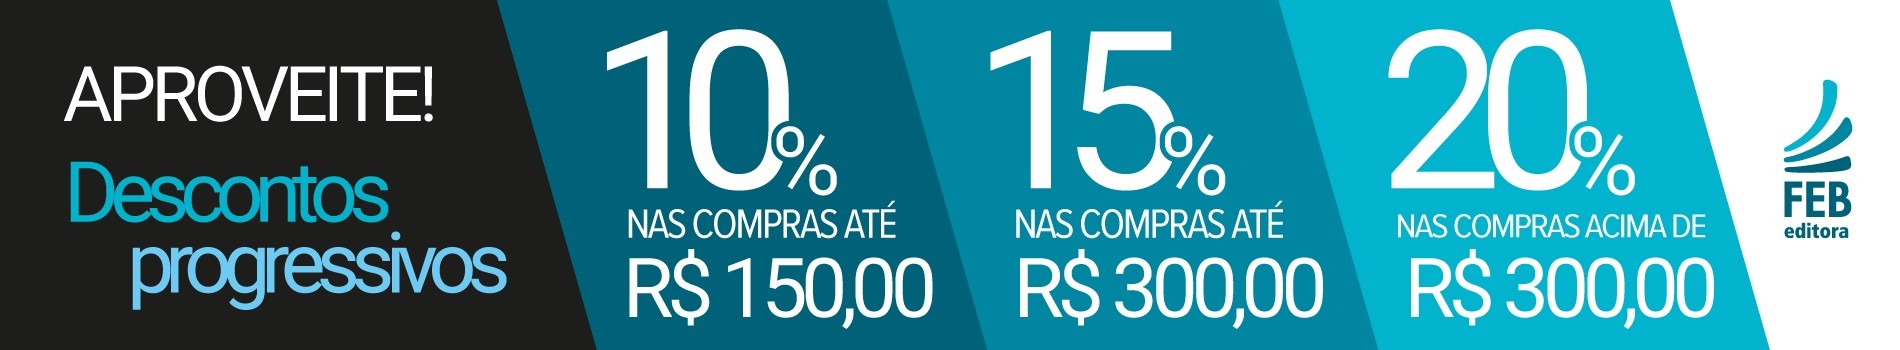 APROVEITE!
Descontos
progressivos
10%
NAS COMPRAS ATÉ
R$ 150,00
15%
NAS COMPRAS ATÉ
R$ 300,00
20%
NAS COMPRAS ACIMA DE
R$ 300,00
FEB
editora